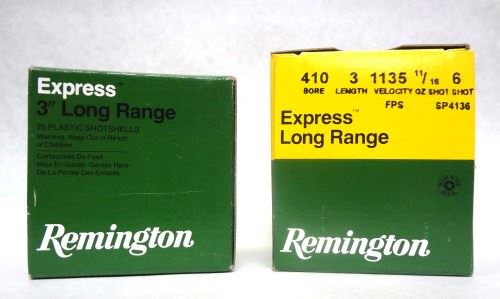 Express™
3" Long Range
25 PLASTIC SHOTSHELLS.
Warning: Keep Out of Reach
of Children.
Cartouches De Fusil
Mise En Garde: Gardez Hors
De La Portée Des Enfants.
Remington
410 3 1135 11/16 6
BORE LENGTH VELOCITY OZ SHOT SHOT
FPS SP4136
Express™
Long Range
Remington